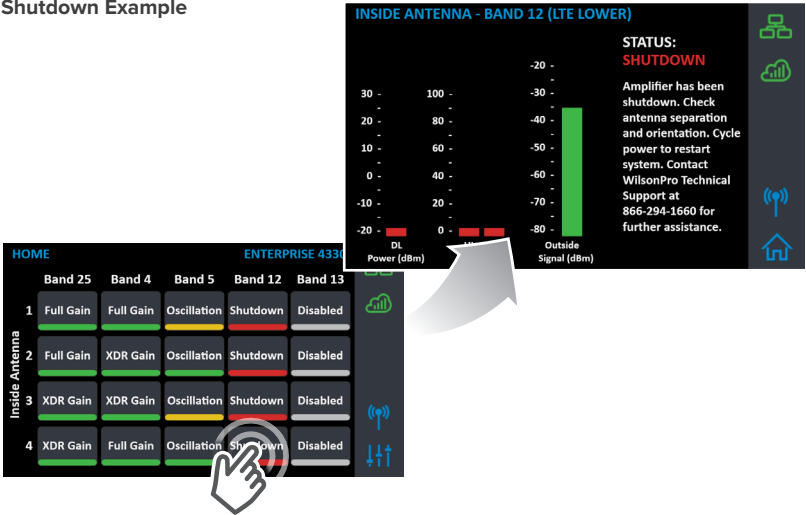 Shutdown Example
INSIDE ANTENNA - BAND 12 (LTE LOWER)
30 -
20 -
10 -
0 -
-10 -
-20 -
DL
Power (dBm)
100 -
80 -
60 -
40 -
20 -
0 -
-20 -
-30 -
-40 -
-50 -
-60 -
-70 -
-80 -
Outside
Signal (dBm)
STATUS:
SHUTDOWN
Amplifier has been
shutdown. Check
antenna separation
and orientation. Cycle
power to restart
system. Contact
WilsonPro Technical
Support at
866-294-1660 for
further assistance.
HOME ENTERPRISE 4330
Band 25 Band 4 Band 5 Band 12 Band 13
Inside Antenna
1 Full Gain Full Gain Oscillation Shutdown Disabled
2 Full Gain XDR Gain Oscillation Shutdown Disabled
3 XDR Gain XDR Gain Oscillation Shutdown Disabled
4 XDR Gain Full Gain Oscillation Shutdown Disabled